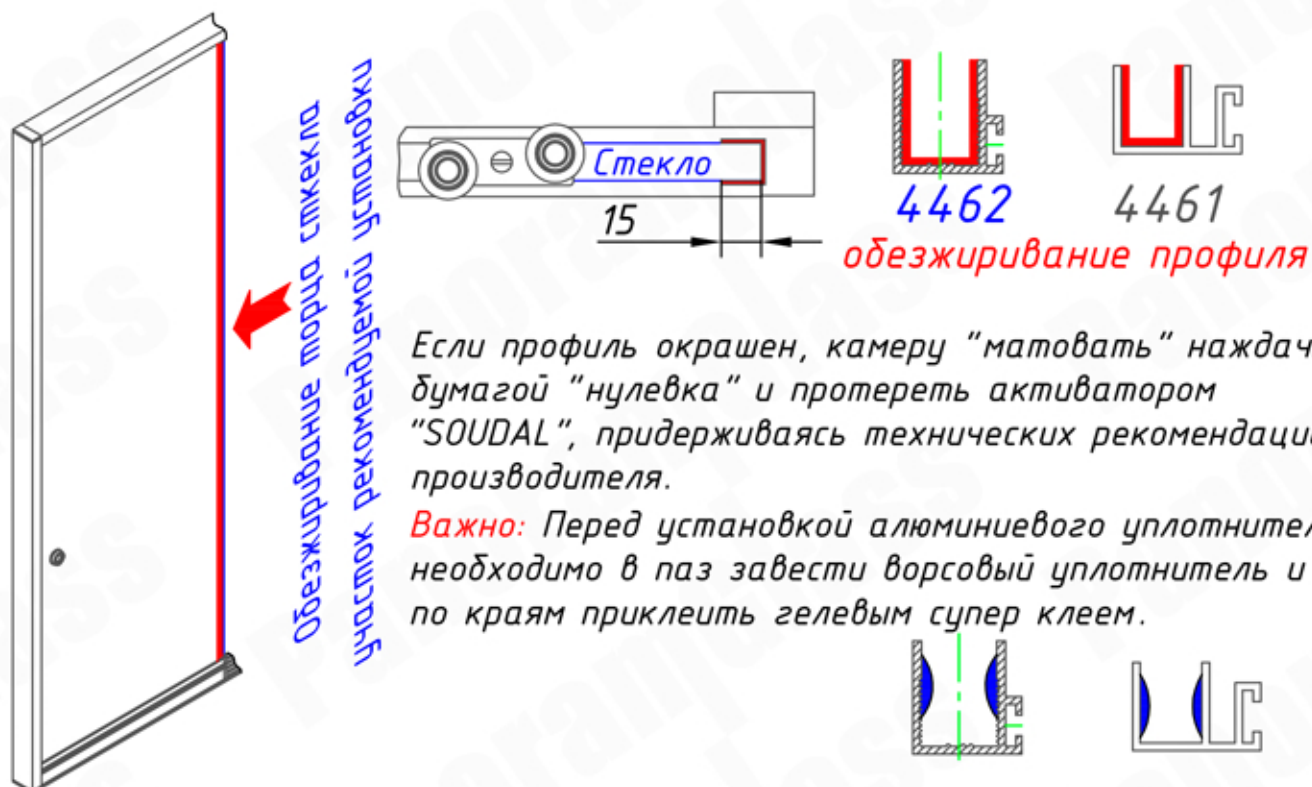 Обезжиривание торца сткекла
участок рекомендуемой установки
Стекло
15
4462
4461
обезжиривание профиля
Если профиль окрашен, камеру "матовать" наждач
бумагой "нулевка" и протереть активатором
"SOUDAL", придерживаясь технических рекомендаци
производителя.
Важно: Перед установкой алюминиевого уплотнител
необходимо в паз завести ворсовый уплотнитель и
по краям приклеить гелевым супер клеем.